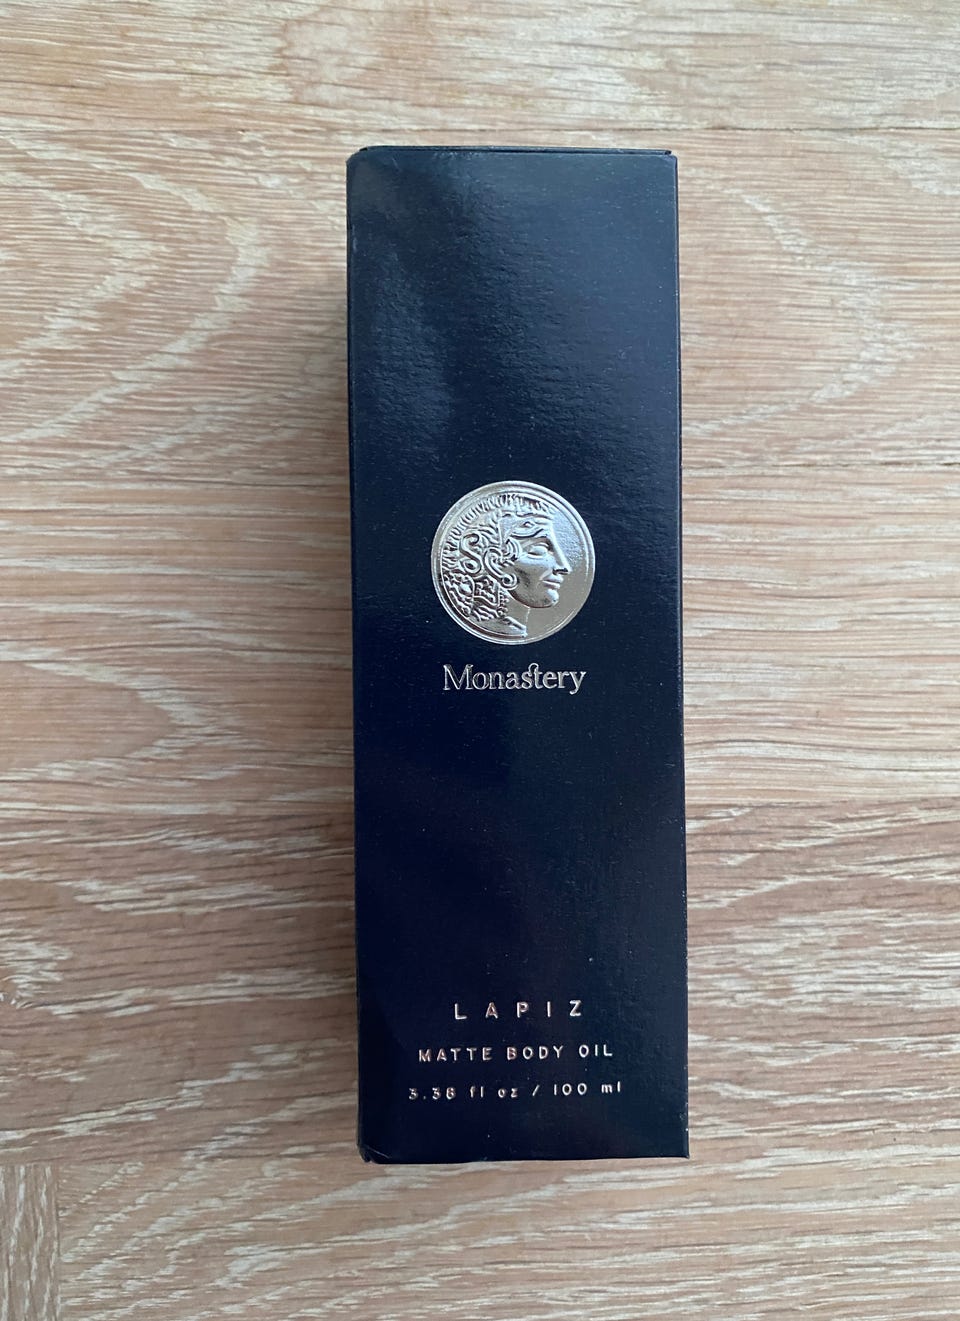 Monastery
LAPIZ
MATTE BODY OIL
3.38 fl oz / 100 ml